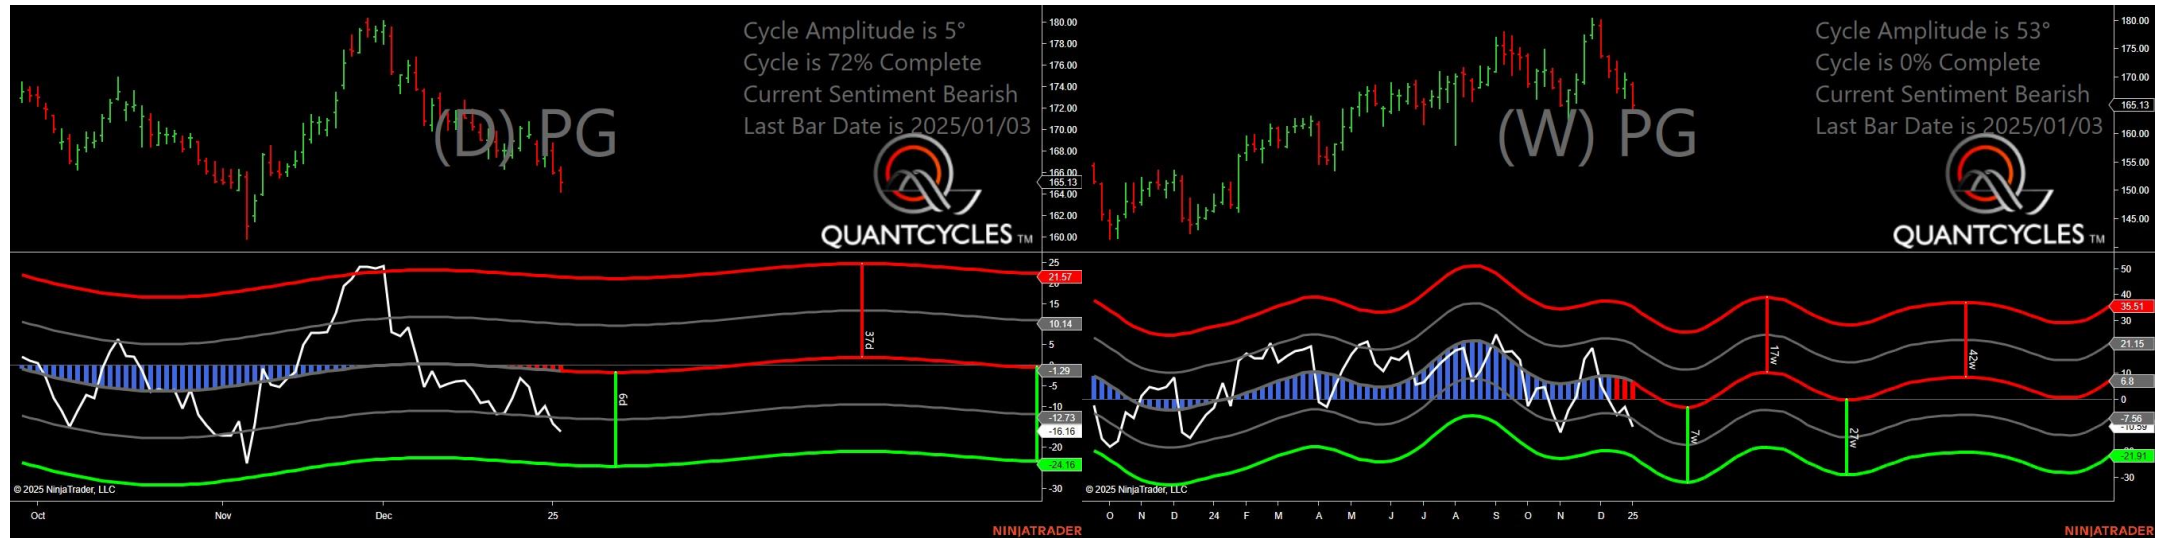 Cycle Amplitude is 5°
Cycle is 72% Complete
Current Sentiment Bearish
Last Bar Date is 2025/01/03
(D) PG
QUANTCYCLES TM
180.00
178.00
176.00
174.00
172.00
170.00
168.00
166.00
165.13
164.00
162.00
160.00
25
21.57
20
15
10.14
5
0
-1.29
-5
-10
-12.73
-16.16
-20
-24.16
-30
37d
6d
© 2025 NinjaTrader, LLC
Oct Nov Dec 25
NINJATRADER
Cycle Amplitude is 53°
Cycle is 0% Complete
Current Sentiment Bearish
Last Bar Date is 2025/01/03
(W) PG
QUANTCYCLES TM
180.00
175.00
170.00
165.13
160.00
155.00
150.00
145.00
50
40
35.51
30
21.15
10
6.8
0
-7.56
-10.59
-21.91
-30
17w
42w
7w
27w
© 2025 NinjaTrader, LLC
O N D 24 F M A M J J A S O N D 25
NINJATRADER